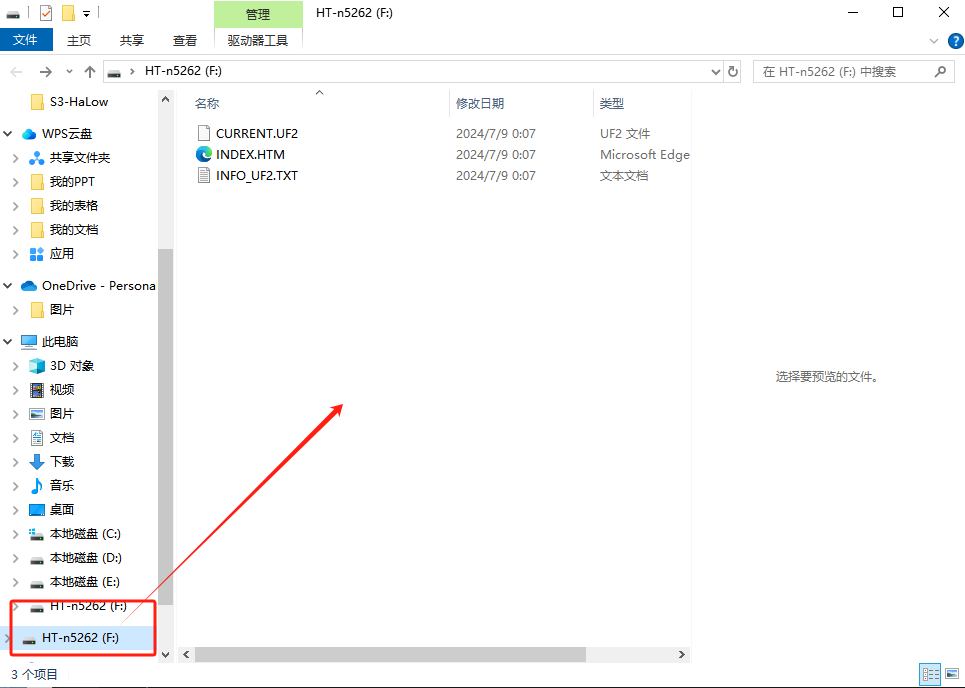 管理
HT-n5262 (F:)
文件
主页
共享
查看
驱动器工具
HT-n5262 (F:)
在 HT-n5262 (F:) 中搜索
S3-HaLow
WPS云盘
共享文件夹
我的PPT
我的表格
我的文档
应用
OneDrive - Persona
图片
此电脑
3D 对象
视频
图片
文档
下载
音乐
桌面
本地磁盘 (C:)
本地磁盘 (D:)
本地磁盘 (E:)
HT-n5262 (F:)
HT-n5262 (F:)
名称 修改日期 类型
CURRENT.UF2 2024/7/9 0:07 UF2 文件
INDEX.HTM 2024/7/9 0:07 Microsoft Edge
INFO_UF2.TXT 2024/7/9 0:07 文本文档
选择要预览的文件。
3 个项目